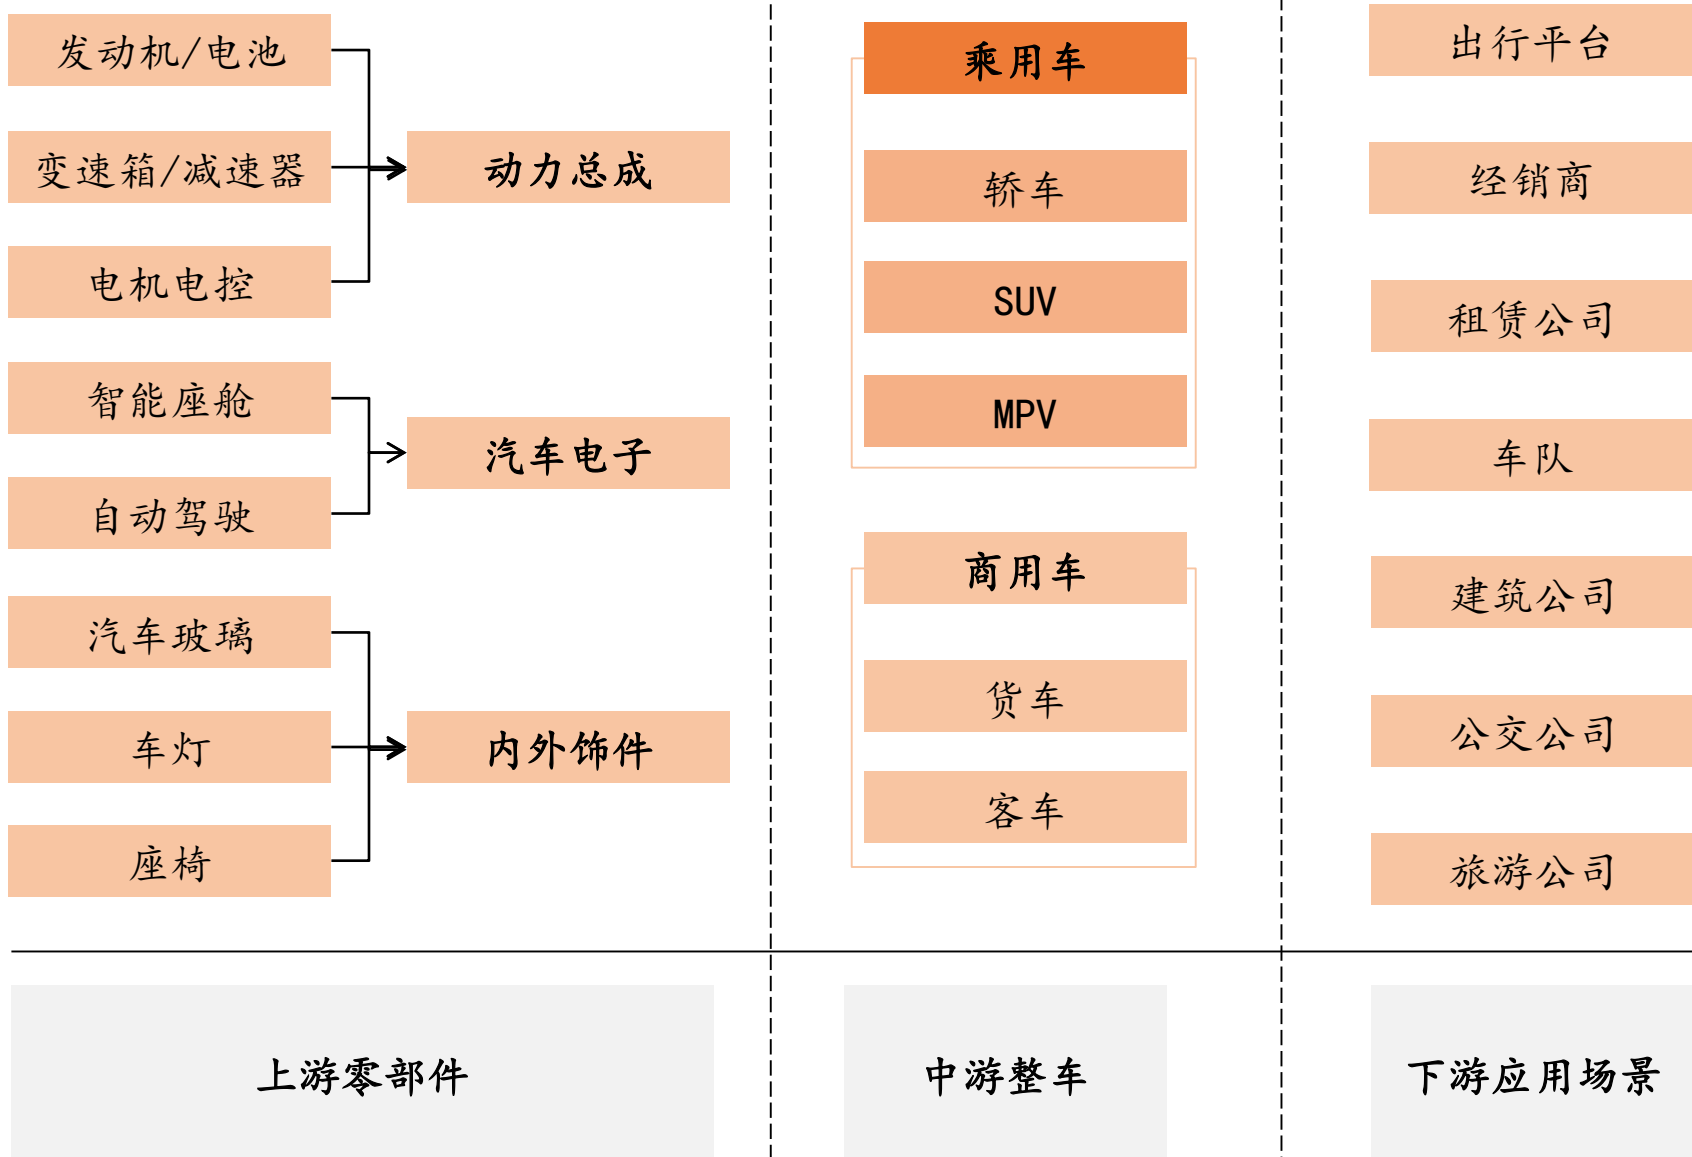 发动机/电池
变速箱/减速器
电机电控
动力总成
智能座舱
自动驾驶
汽车电子
汽车玻璃
车灯
座椅
内外饰件
乘用车
轿车
SUV
MPV
商用车
货车
客车
出行平台
经销商
租赁公司
车队
建筑公司
公交公司
旅游公司
上游零部件
中游整车
下游应用场景